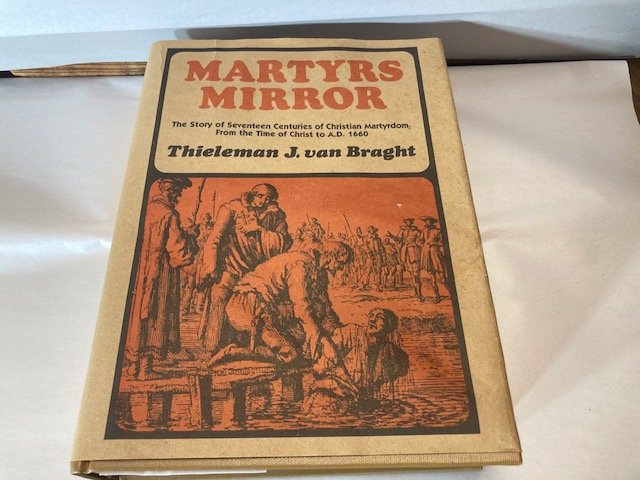 MARTYRS
MIRROR
The Story of Seventeen Centuries of Christian Martyrdom,
From the Time of Christ to A.D. 1660
Thieleman J. van Braght